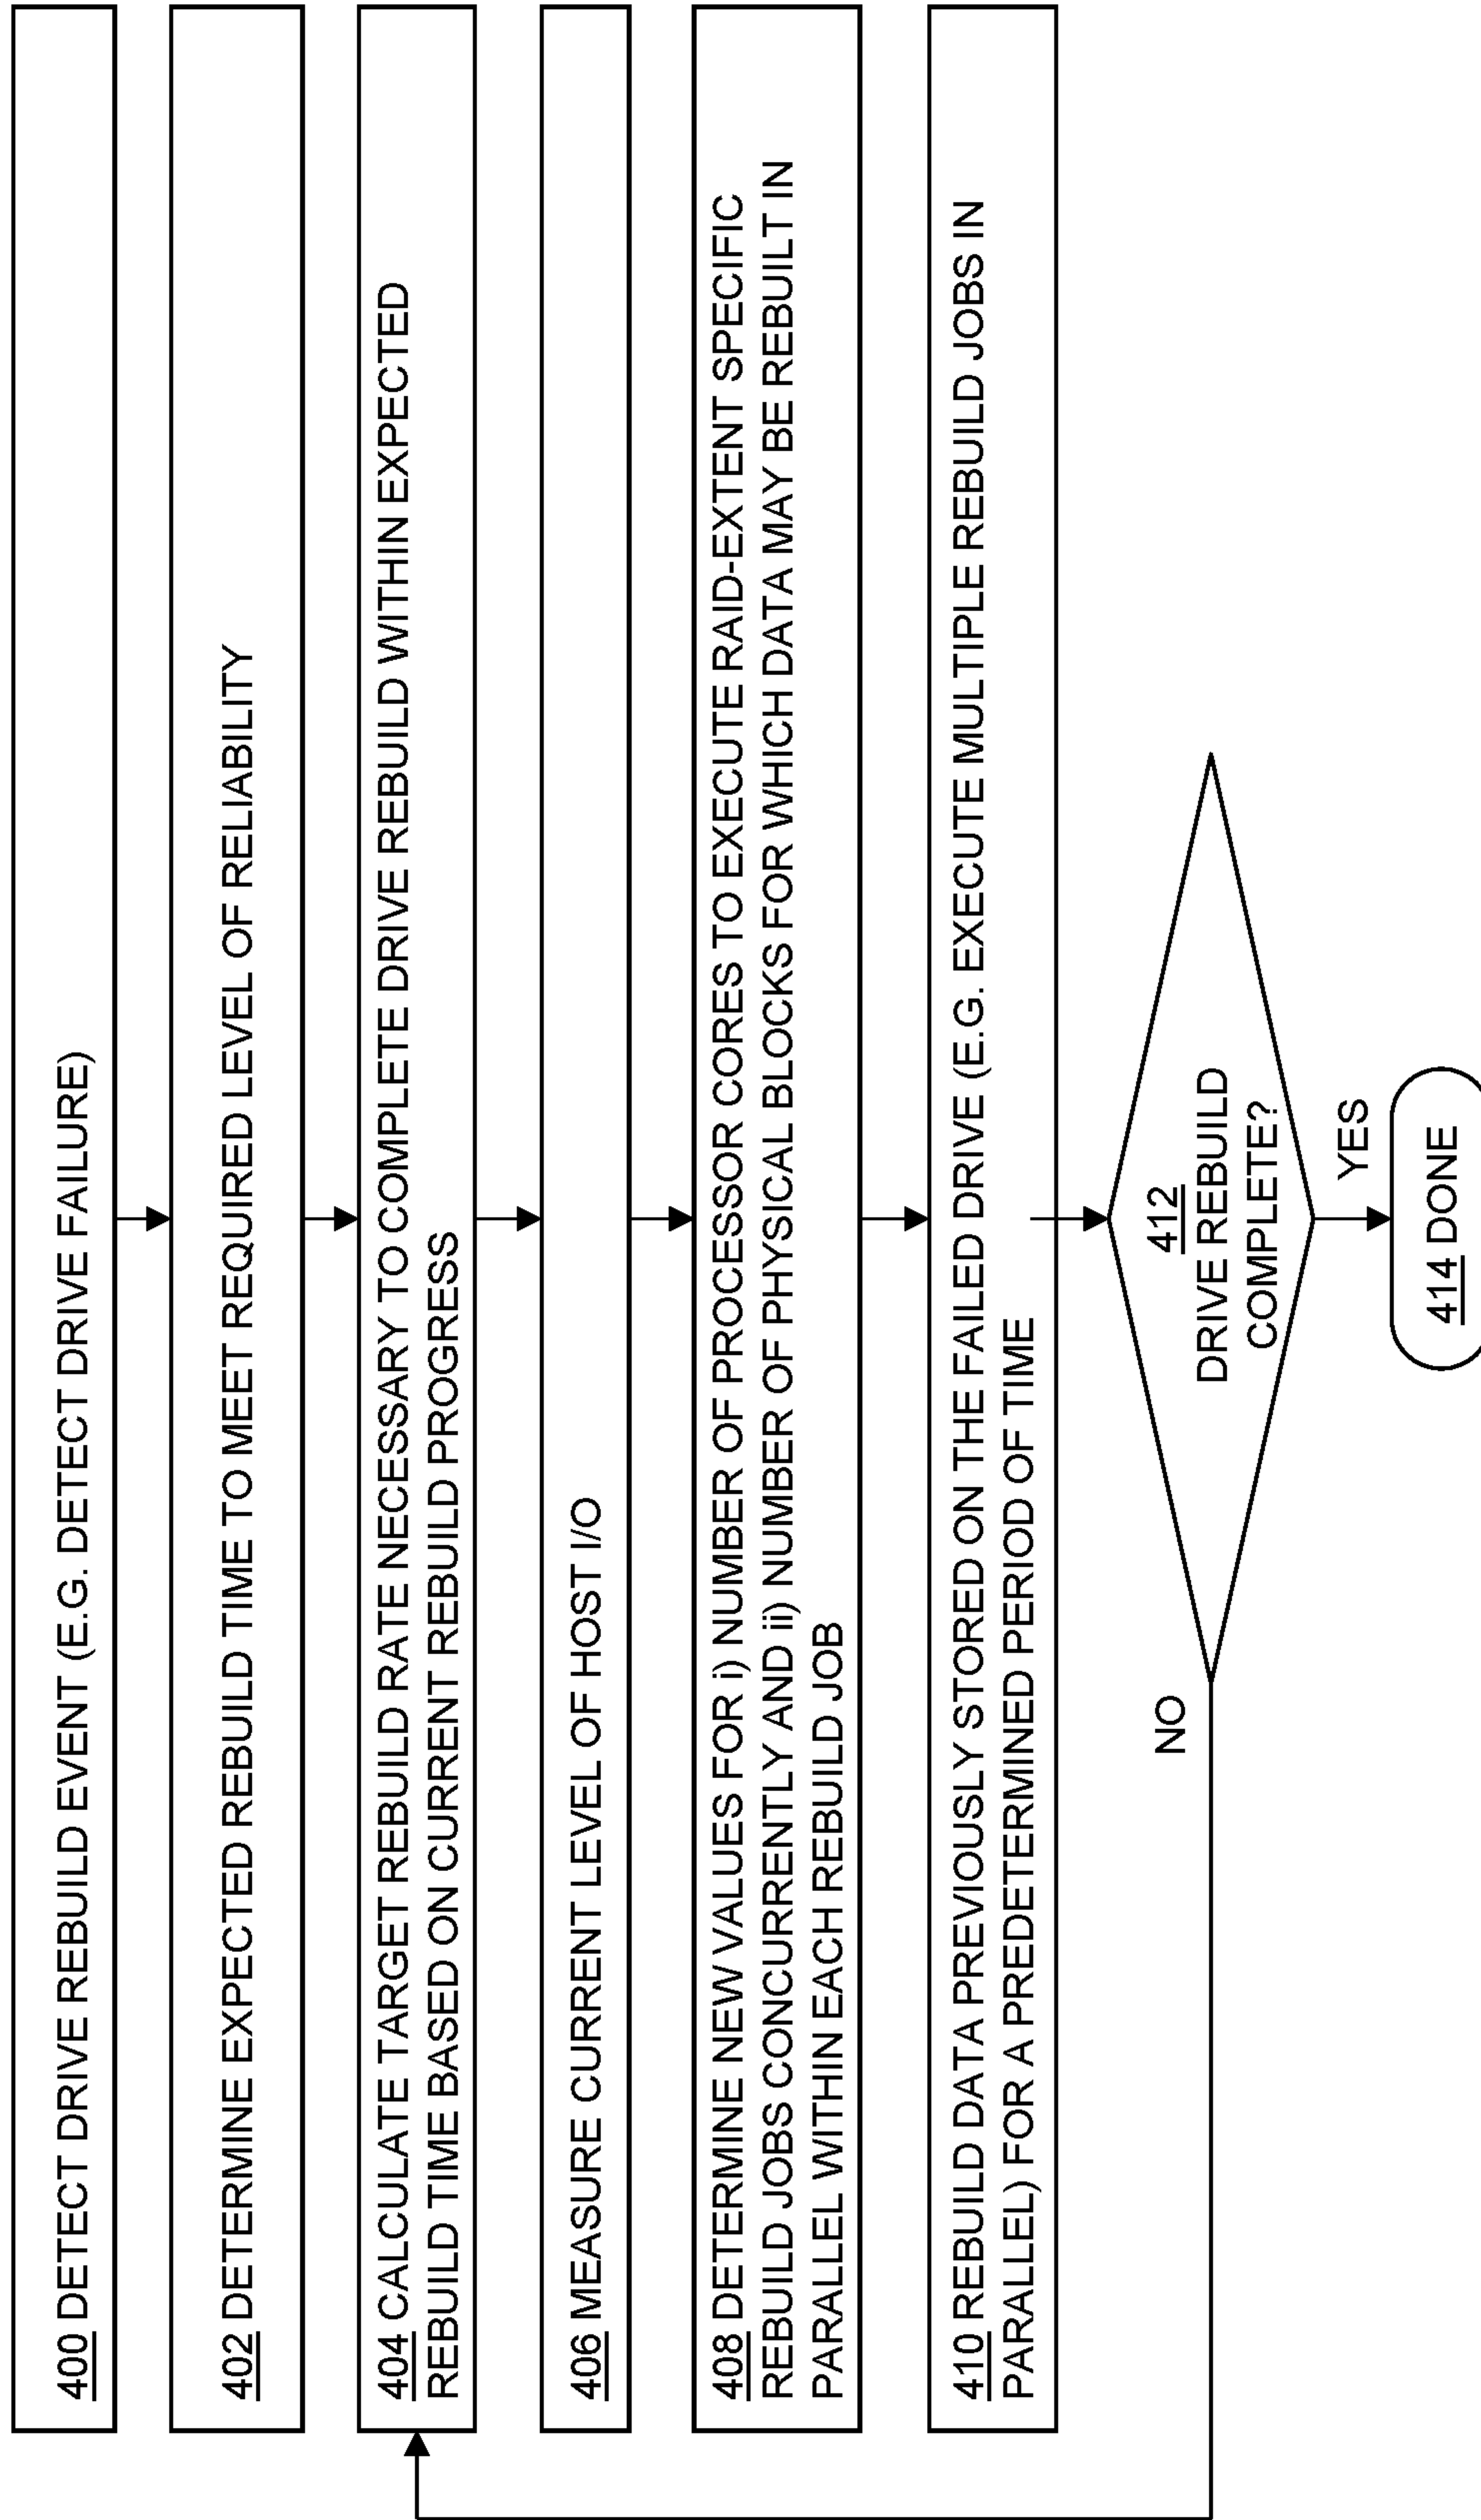 400 DETECT DRIVE REBUILD EVENT (E.G. DETECT DRIVE FAILURE)
402 DETERMINE EXPECTED REBUILD TIME TO MEET REQUIRED LEVEL OF RELIABILITY
404 CALCULATE TARGET REBUILD RATE NECESSARY TO COMPLETE DRIVE REBUILD WITHIN EXPECTED
REBUILD TIME BASED ON CURRENT REBUILD PROGRESS
406 MEASURE CURRENT LEVEL OF HOST I/O
408 DETERMINE NEW VALUES FOR i) NUMBER OF PROCESSOR CORES TO EXECUTE RAID-EXTENT SPECIFIC
REBUILD JOBS CONCURRENTLY AND ii) NUMBER OF PHYSICAL BLOCKS FOR WHICH DATA MAY BE REBUILT IN
PARALLEL WITHIN EACH REBUILD JOB
410 REBUILD DATA PREVIOUSLY STORED ON THE FAILED DRIVE (E.G. EXECUTE MULTIPLE REBUILD JOBS IN
PARALLEL) FOR A PREDETERMINED PERIOD OF TIME
412
DRIVE REBUILD
COMPLETE?
NO
YES
414 DONE